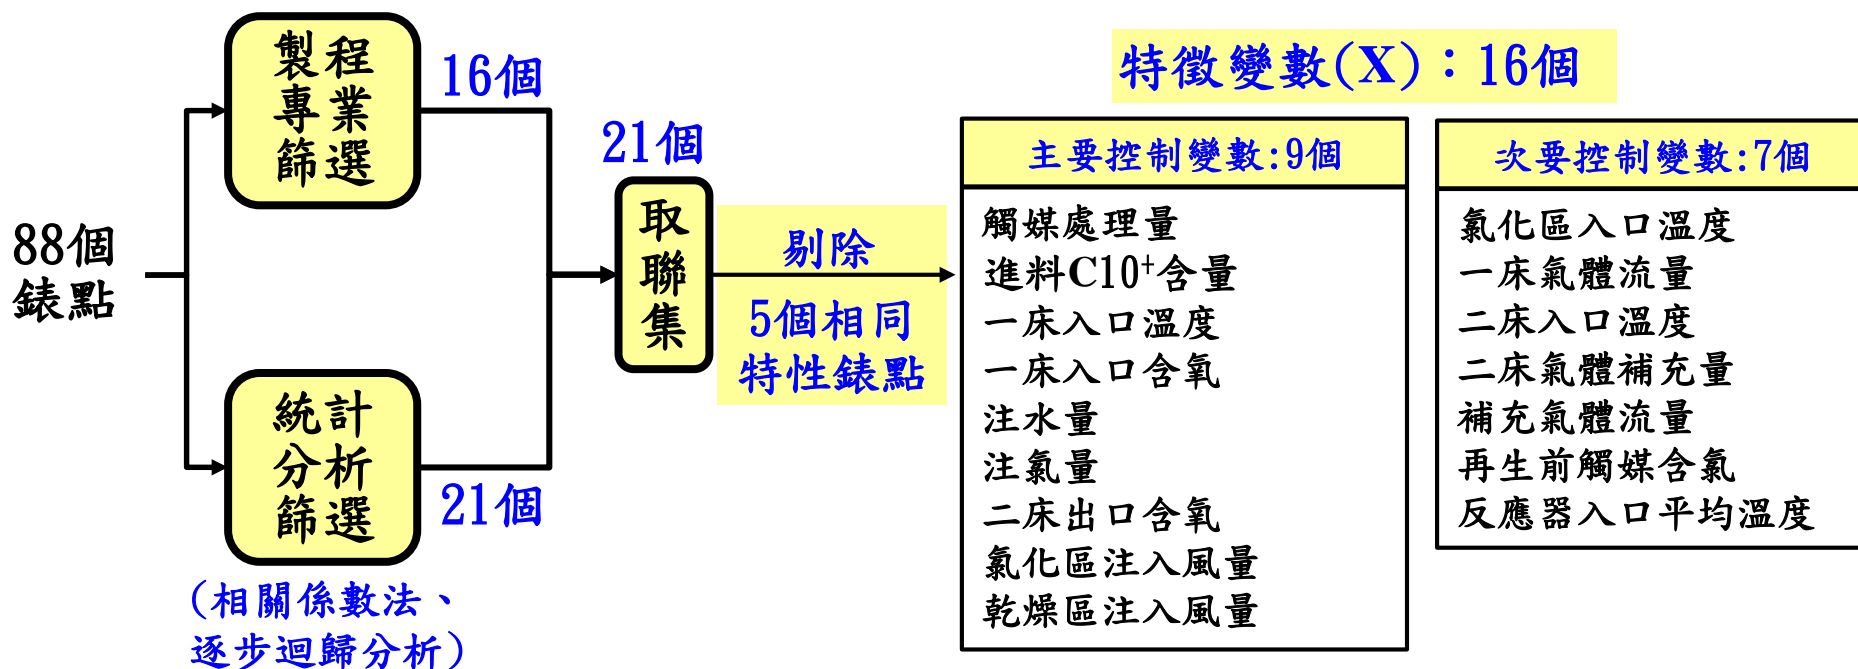 88個
錶點
製程
專業
篩選
16個
統計
分析
篩選
21個
(相關係數法、
逐步迴歸分析)
21個
取
聯
集
剔除
5個相同
特性錶點
特徵變數(X):16個
主要控制變數:9個
觸媒處理量
進料C10⁺含量
一床入口溫度
一床入口含氧
注水量
注氯量
二床出口含氧
氯化區注入風量
乾燥區注入風量
次要控制變數:7個
氯化區入口溫度
一床氣體流量
二床入口溫度
二床氣體補充量
補充氣體流量
再生前觸媒含氯
反應器入口平均溫度